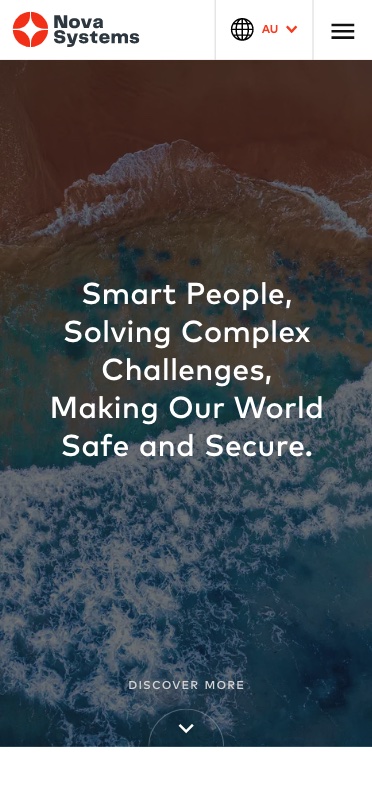 Nova
Systems
AU
Smart People,
Solving Complex
Challenges,
Making Our World
Safe and Secure.
DISCOVER MORE